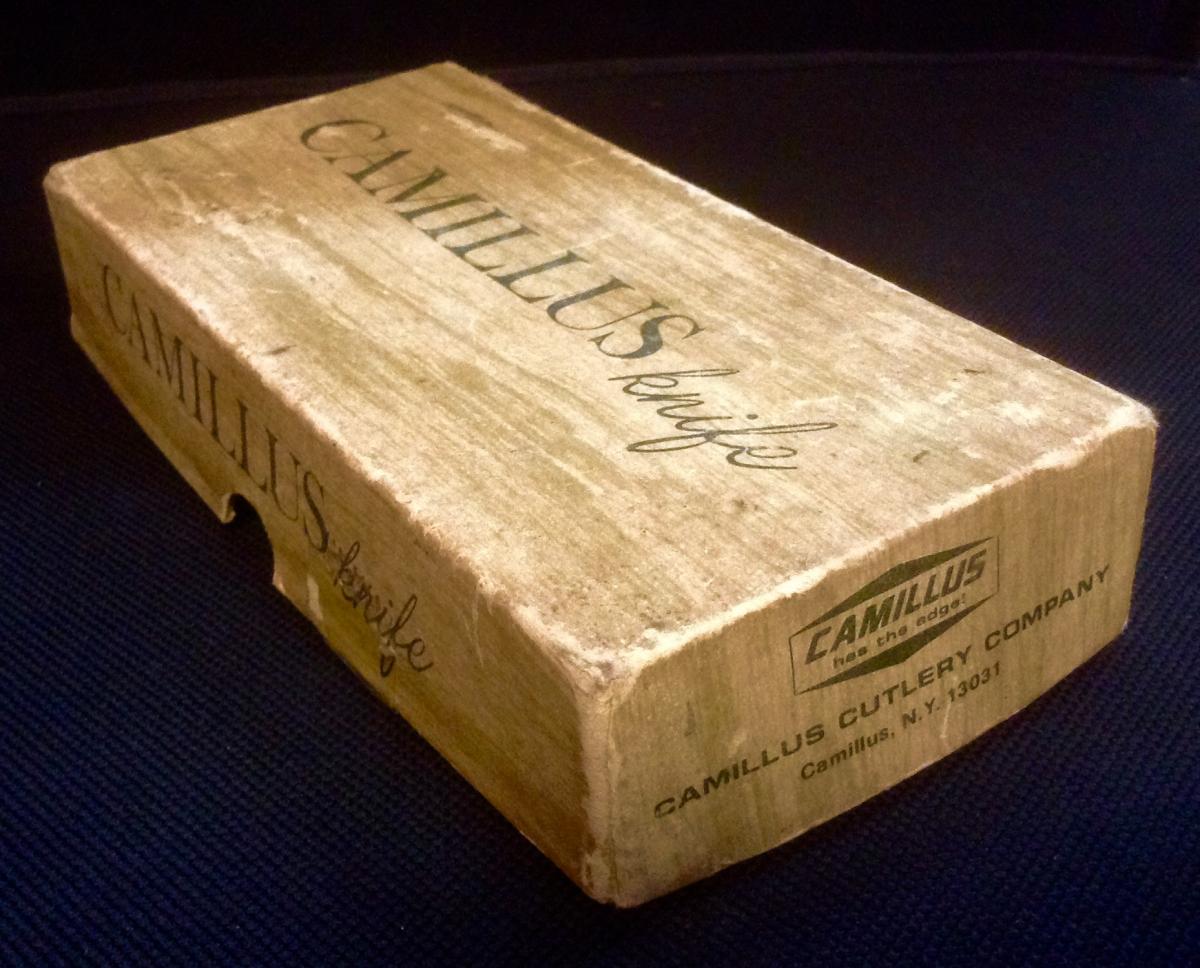 CAMILLUS knife
CAMILLUS knife
CAMILLUS
has the edge!
CAMILLUS CUTLERY COMPANY
Camillus, N.Y. 13031